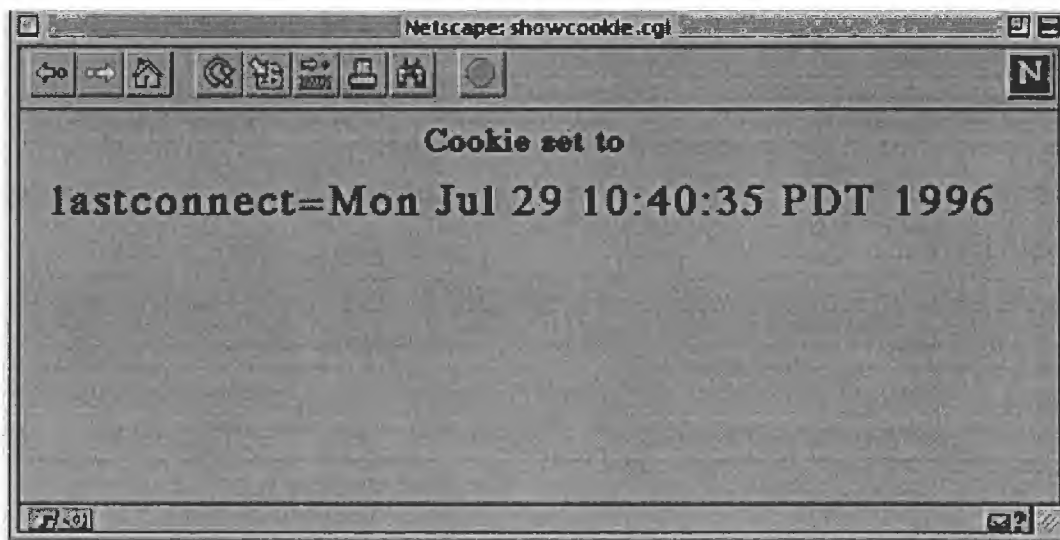 Netscape: showcookie.cgi
N
Cookie set to
lastconnect=Mon Jul 29 10:40:35 PDT 1996
?